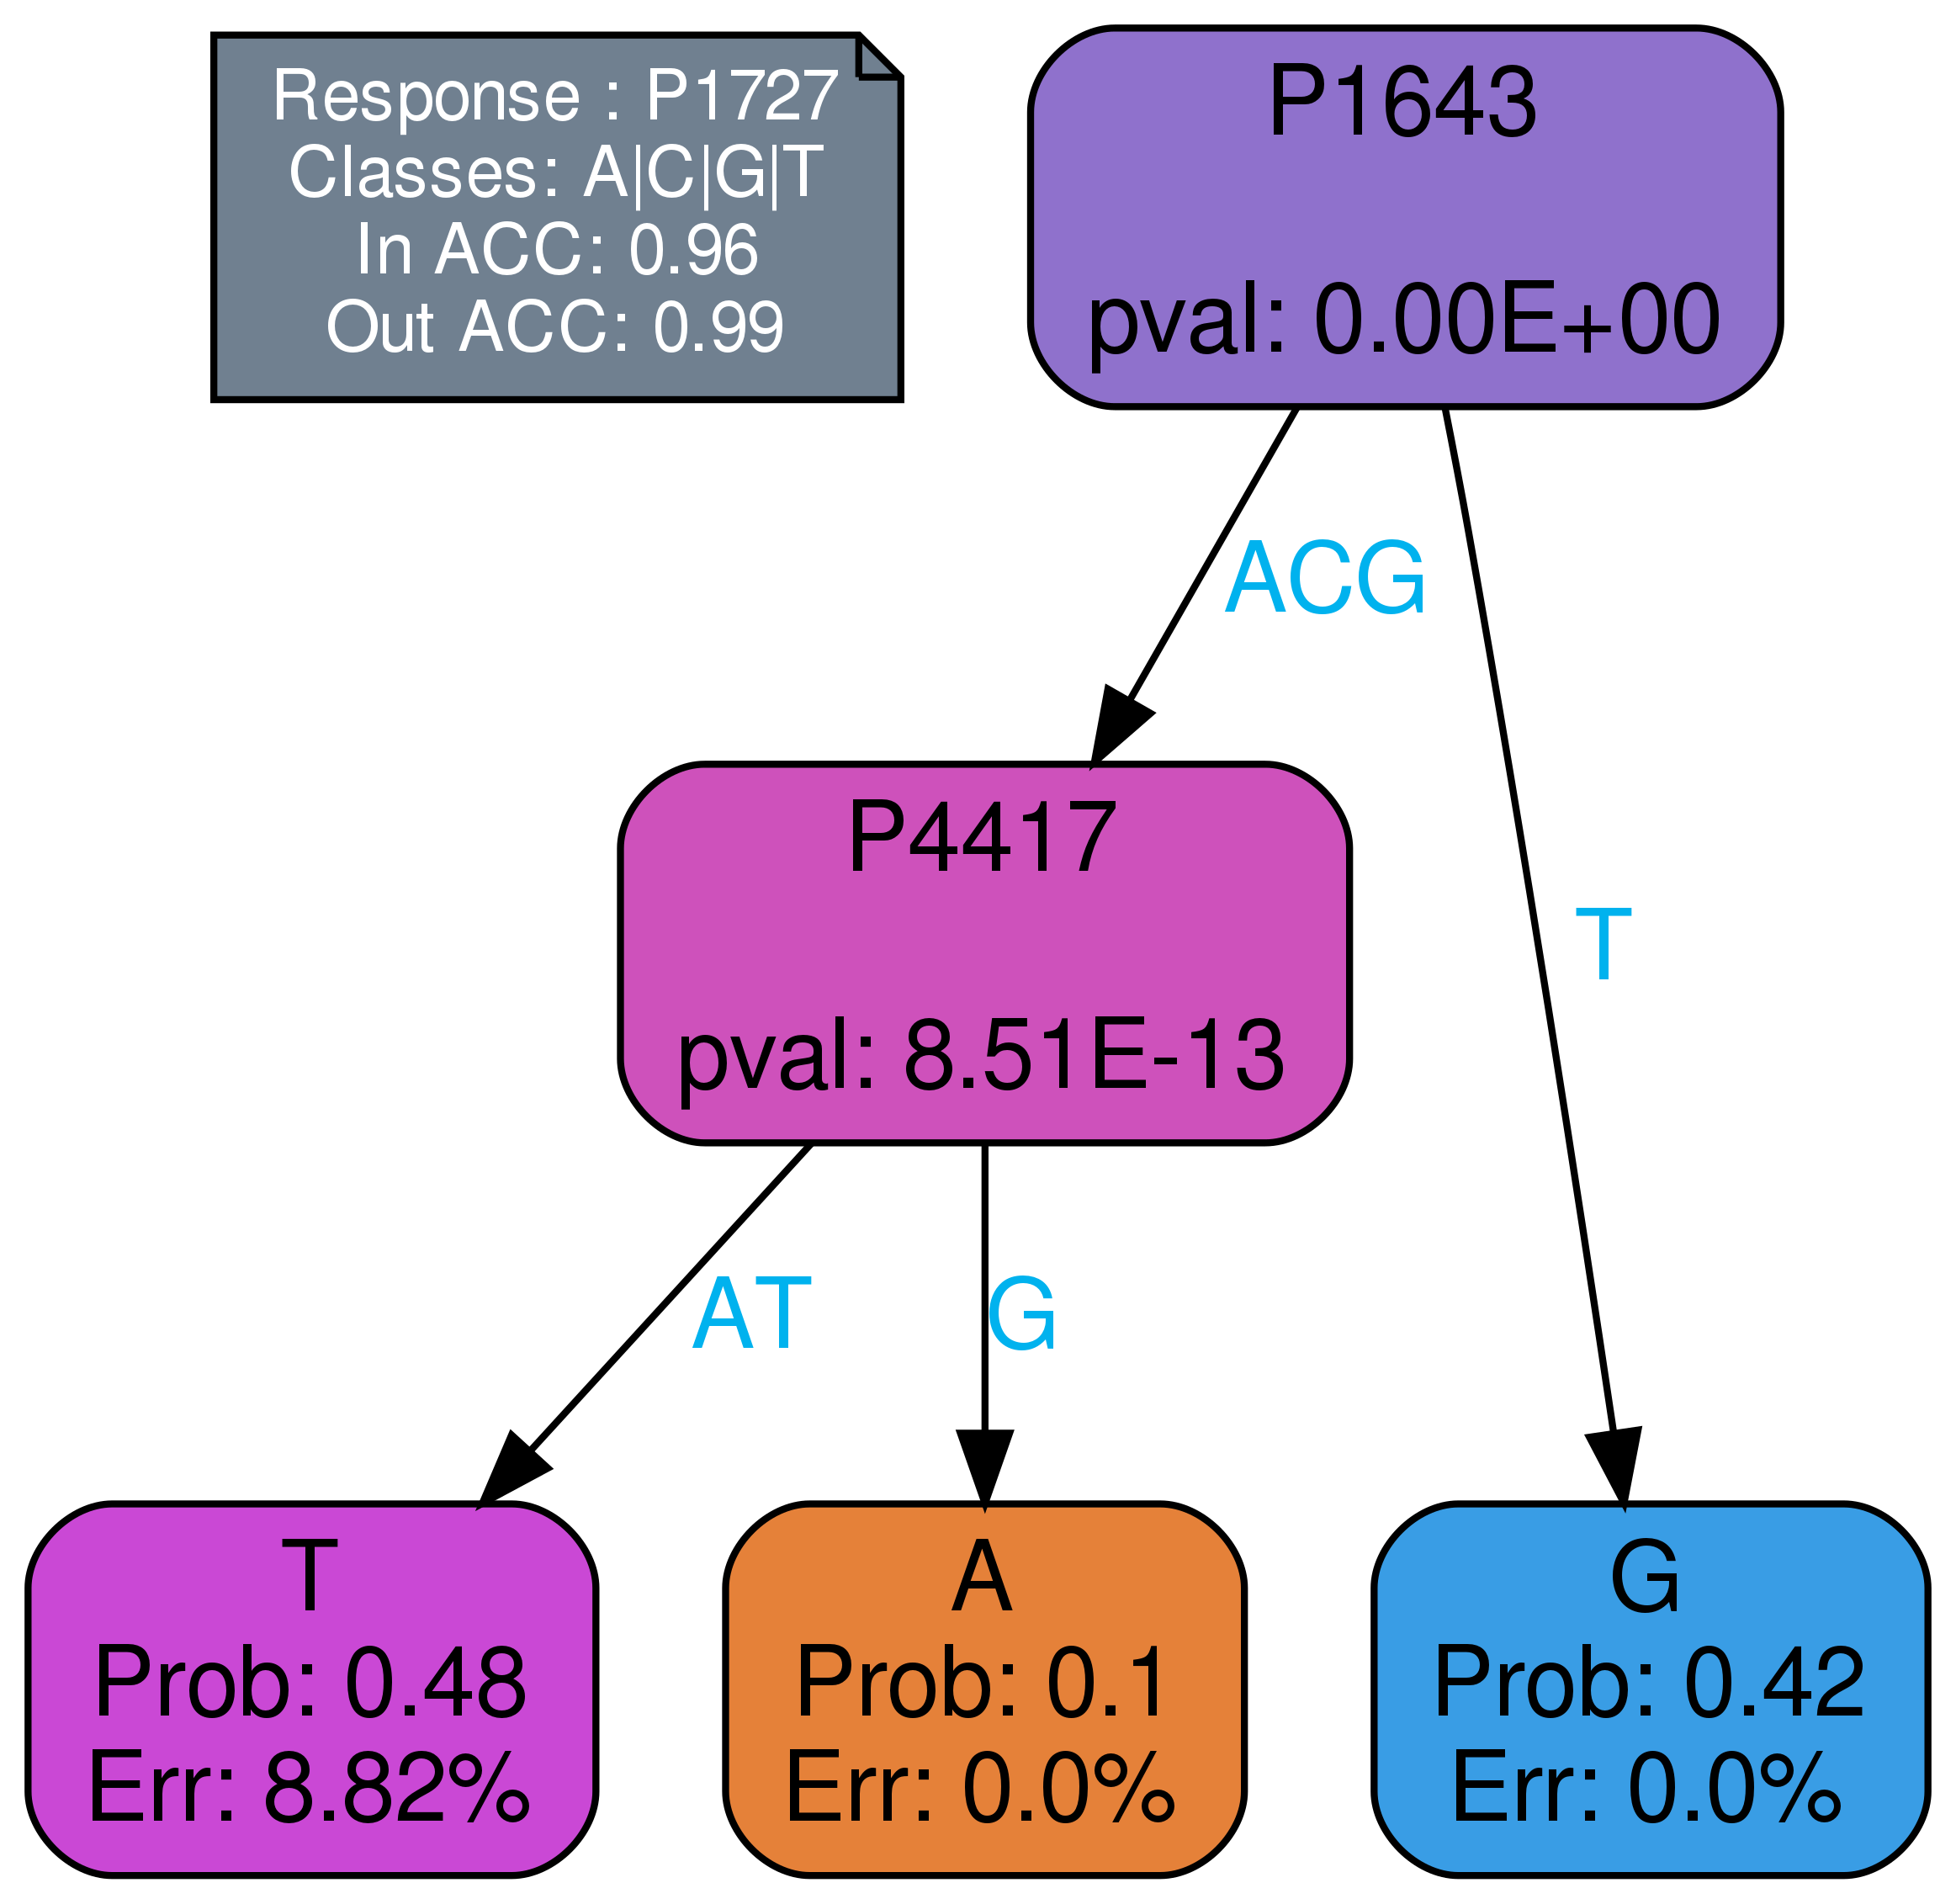 Response : P1727
Classes: A|C|G|T
In ACC: 0.96
Out ACC: 0.99
P1643
pval: 0.00E+00
ACG
T
P4417
pval: 8.51E-13
AT
G
T
Prob: 0.48
Err: 8.82%
A
Prob: 0.1
Err: 0.0%
G
Prob: 0.42
Err: 0.0%